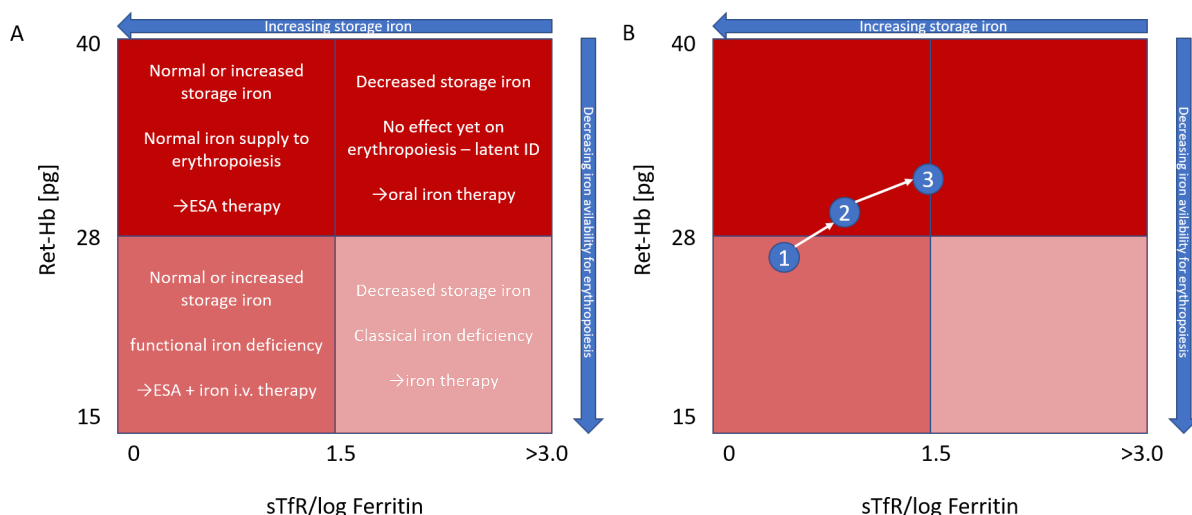 A
Increasing storage iron
40
28
15
Ret-Hb [pg]
Normal or increased
storage iron
Normal iron supply to
erythropoiesis
→ESA therapy
Decreased storage iron
No effect yet on
erythropoiesis – latent ID
→oral iron therapy
Normal or increased
storage iron
functional iron deficiency
→ESA + iron i.v. therapy
Decreased storage iron
Classical iron deficiency
→iron therapy
0
1.5
>3.0
sTfR/log Ferritin
Decreasing iron avilability for erythropoiesis
B
Increasing storage iron
40
28
15
Ret-Hb [pg]
1
2
3
0
1.5
>3.0
sTfR/log Ferritin
Decreasing iron avilability for erythropoiesis